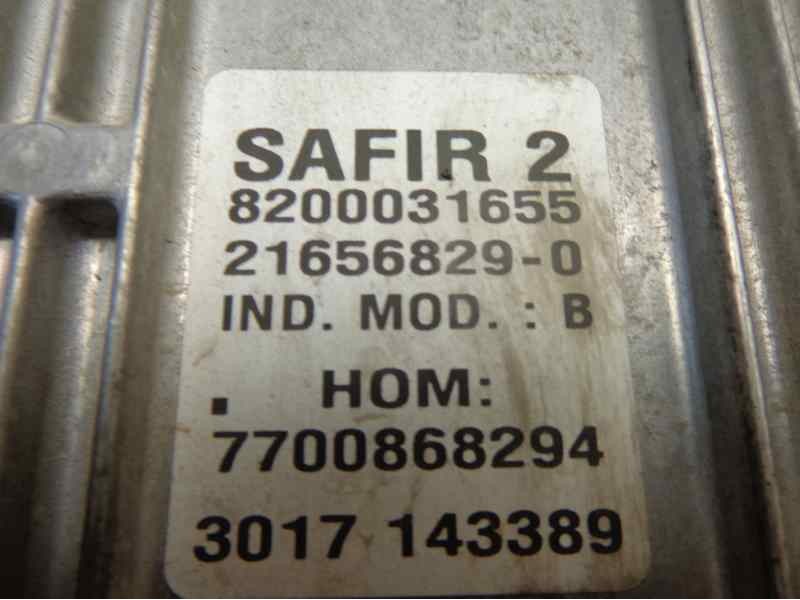 SAFIR 2
8200031655
21656829-0
IND. MOD. : B
. HOM:
7700868294
3017 143389